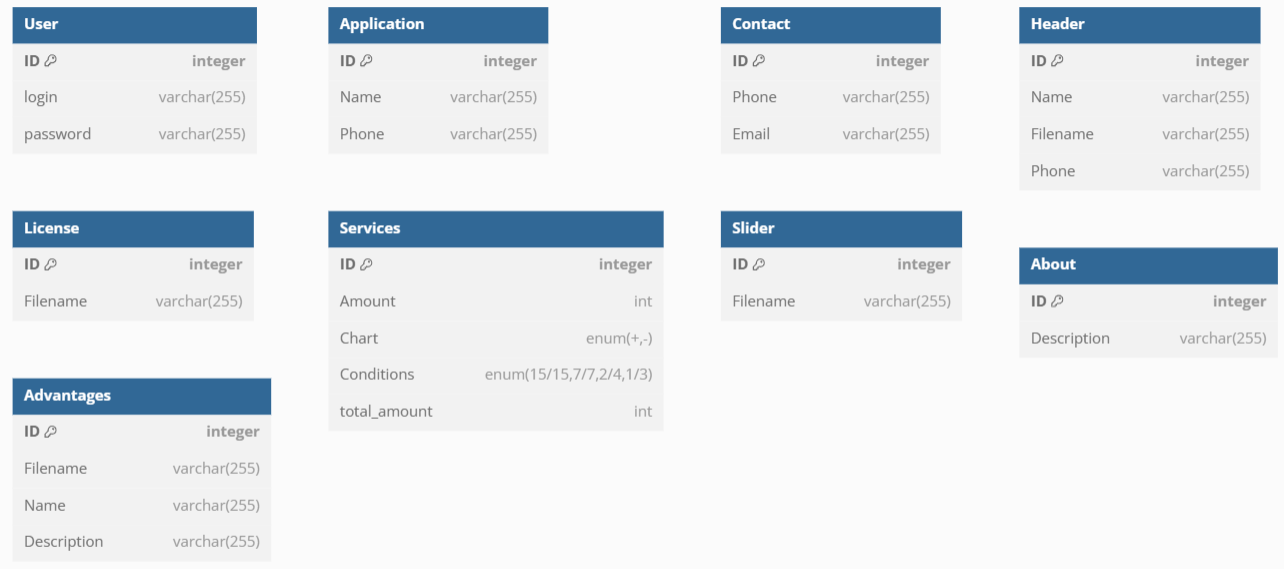 User
ID integer
login varchar(255)
password varchar(255)
Application
ID integer
Name varchar(255)
Phone varchar(255)
Contact
ID integer
Phone varchar(255)
Email varchar(255)
Header
ID integer
Name varchar(255)
Filename varchar(255)
Phone varchar(255)
License
ID integer
Filename varchar(255)
Services
ID integer
Amount int
Chart enum(+,-)
Conditions enum(15/15,7/7,2/4,1/3)
total_amount int
Slider
ID integer
Filename varchar(255)
About
ID integer
Description varchar(255)
Advantages
ID integer
Filename varchar(255)
Name varchar(255)
Description varchar(255)